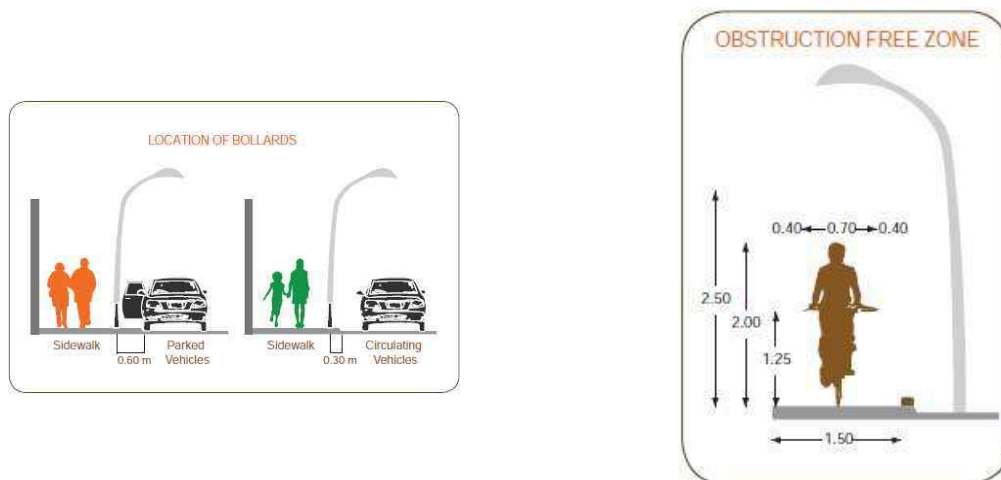 LOCATION OF BOLLARDS
Sidewalk
0.60 m
Parked
Vehicles
Sidewalk
0.30 m
Circulating
Vehicles
OBSTRUCTION FREE ZONE
0.40 0.70 0.40
2.50
2.00
1.25
1.50